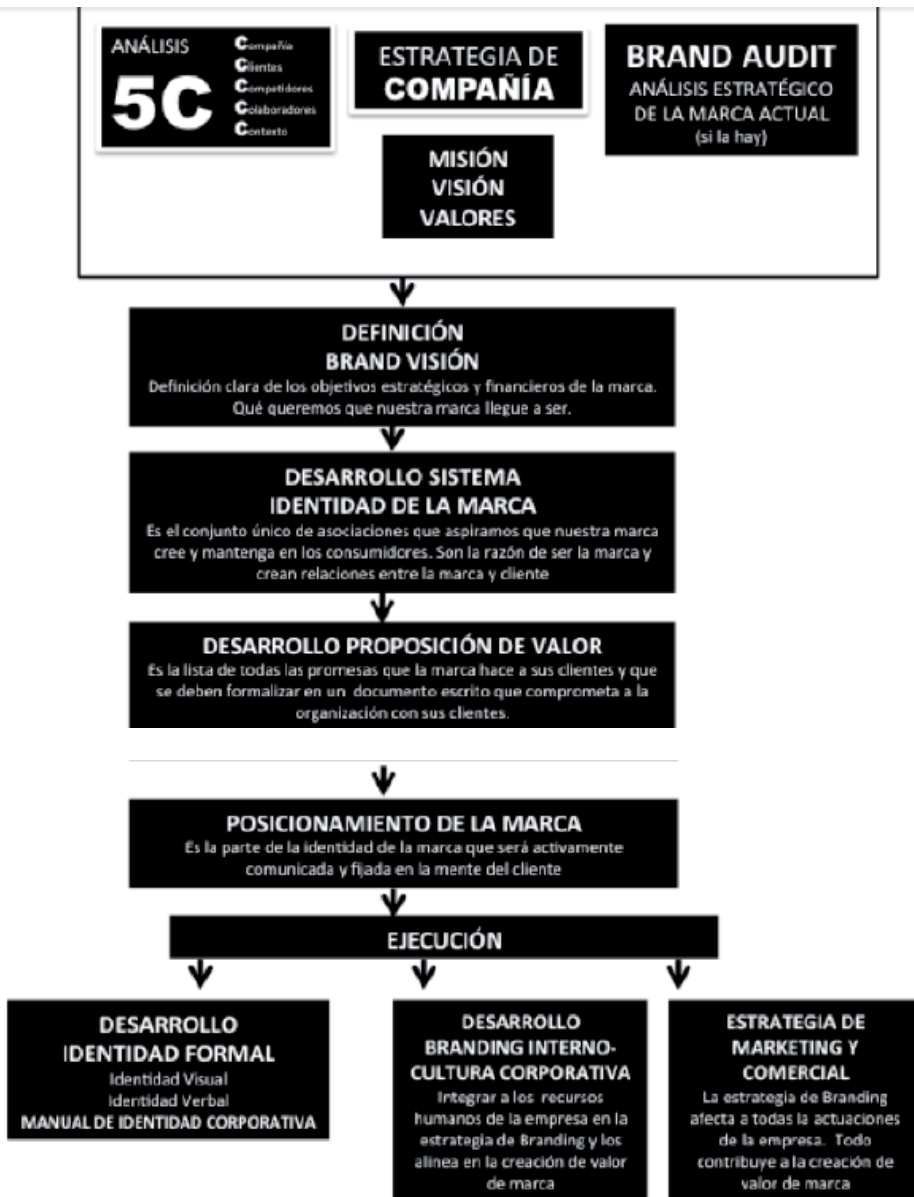 ANÁLISIS
5C
Compañía
Clientes
Competidores
Colaboradores
Contexto
ESTRATEGIA DE
COMPAÑÍA
BRAND AUDIT
ANÁLISIS ESTRATÉGICO
DE LA MARCA ACTUAL
(si la hay)
MISIÓN
VISIÓN
VALORES
DEFINICIÓN
BRAND VISIÓN
Definición clara de los objetivos estratégicos y financieros de la marca.
Qué queremos que nuestra marca llegue a ser.
DESARROLLO SISTEMA
IDENTIDAD DE LA MARCA
Es el conjunto único de asociaciones que aspiramos que nuestra marca
cree y mantenga en los consumidores. Son la razón de ser la marca y
crean relaciones entre la marca y cliente
DESARROLLO PROPOSICIÓN DE VALOR
Es la lista de todas las promesas que la marca hace a sus clientes y que
se deben formalizar en un documento escrito que comprometa a la
organización con sus clientes.
POSICIONAMIENTO DE LA MARCA
Es la parte de la identidad de la marca que será activamente
comunicada y fijada en la mente del cliente
EJECUCIÓN
DESARROLLO
IDENTIDAD FORMAL
Identidad Visual
Identidad Verbal
MANUAL DE IDENTIDAD CORPORATIVA
DESARROLLO
BRANDING INTERNO-
CULTURA CORPORATIVA
Integrar a los recursos
humanos de la empresa en la
estrategia de Branding y los
alinea en la creación de valor
de marca
ESTRATEGIA DE
MARKETING Y
COMERCIAL
La estrategia de Branding
afecta a todas la actuaciones
de la empresa. Todo
contribuye a la creación de
valor de marca